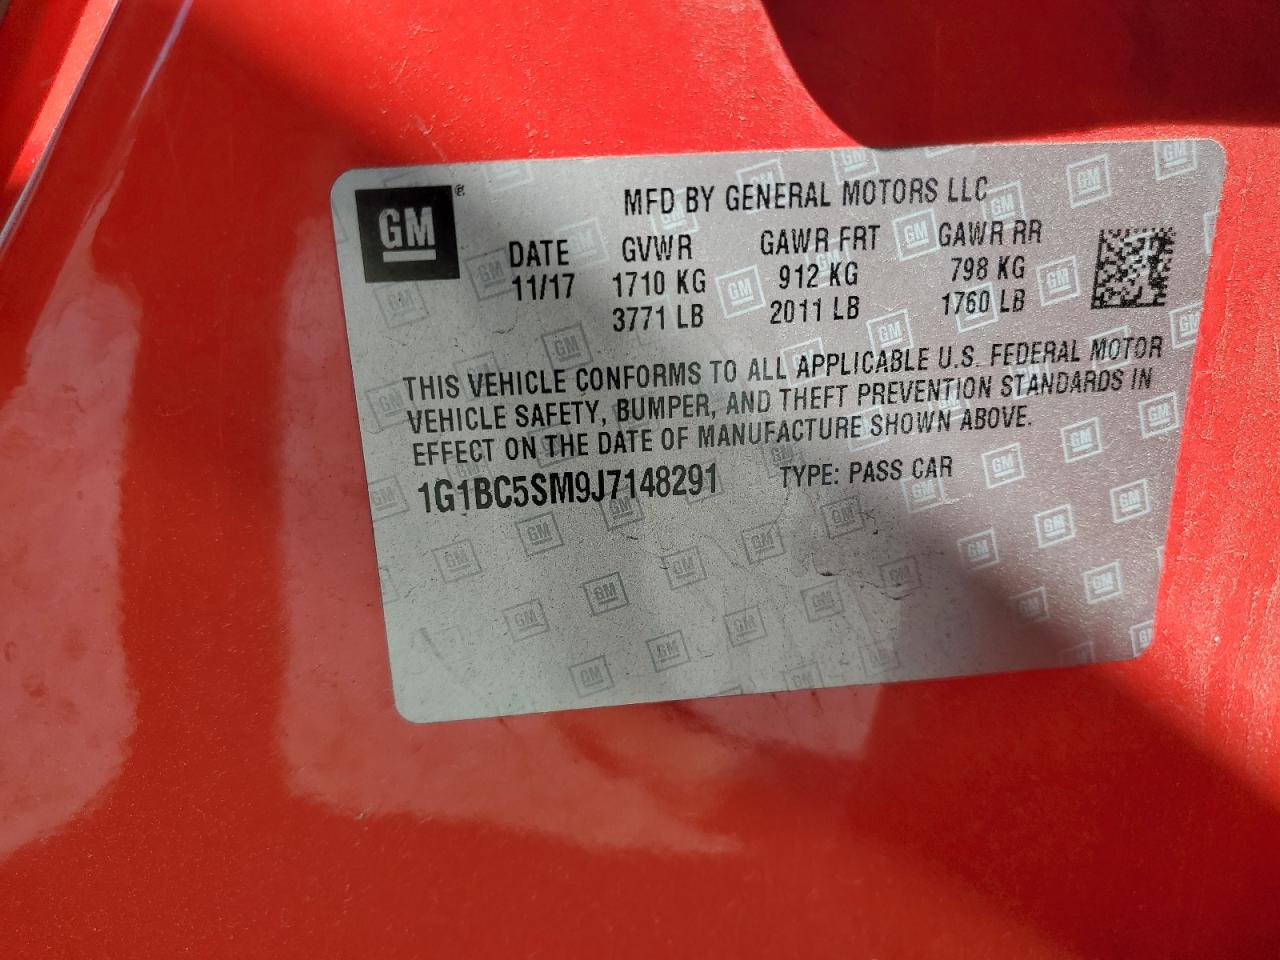 GM®
MFD BY GENERAL MOTORS LLC
DATE GVWR GAWR FRT GAWR RR
11/17 1710 KG 912 KG 798 KG
3771 LB 2011 LB 1760 LB
THIS VEHICLE CONFORMS TO ALL APPLICABLE U.S. FEDERAL MOTOR
VEHICLE SAFETY, BUMPER, AND THEFT PREVENTION STANDARDS IN
EFFECT ON THE DATE OF MANUFACTURE SHOWN ABOVE.
1G1BC5SM9J7148291 TYPE: PASS CAR